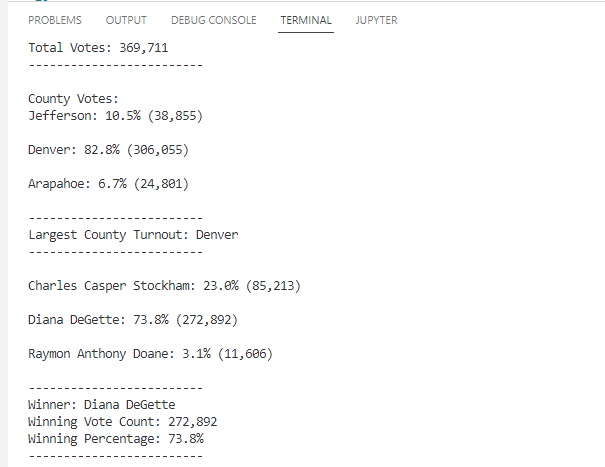 PROBLEMS OUTPUT DEBUG CONSOLE TERMINAL JUPYTER
Total Votes: 369,711
-------------------------
County Votes:
Jefferson: 10.5% (38,855)
Denver: 82.8% (306,055)
Arapahoe: 6.7% (24,801)
-------------------------
Largest County Turnout: Denver
-------------------------
Charles Casper Stockham: 23.0% (85,213)
Diana DeGette: 73.8% (272,892)
Raymon Anthony Doane: 3.1% (11,606)
-------------------------
Winner: Diana DeGette
Winning Vote Count: 272,892
Winning Percentage: 73.8%
-------------------------